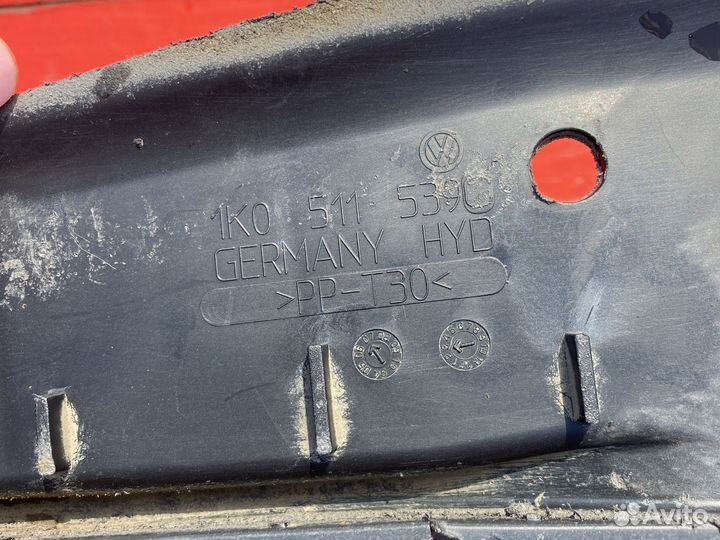 1K0 511 539
GERMANY HYD
>PP-T30<
Avito